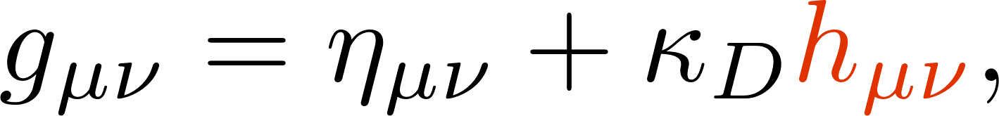 g_{μν} = η_{μν} + κ_D h_{μν},